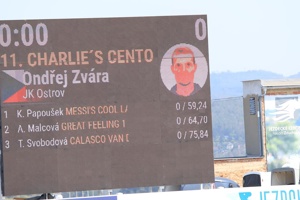 0:00 0
11. CHARLIE´S CENTO
Ondřej Zvára
JK Ostrov
1 K. Papoušek MESSI'S COOL 0 / 59,24
2 A. Malcová GREAT FEELING 1 0 / 64,70
3 T. Svobodová CALASCO VAN 0 / 75,84
JEZDO